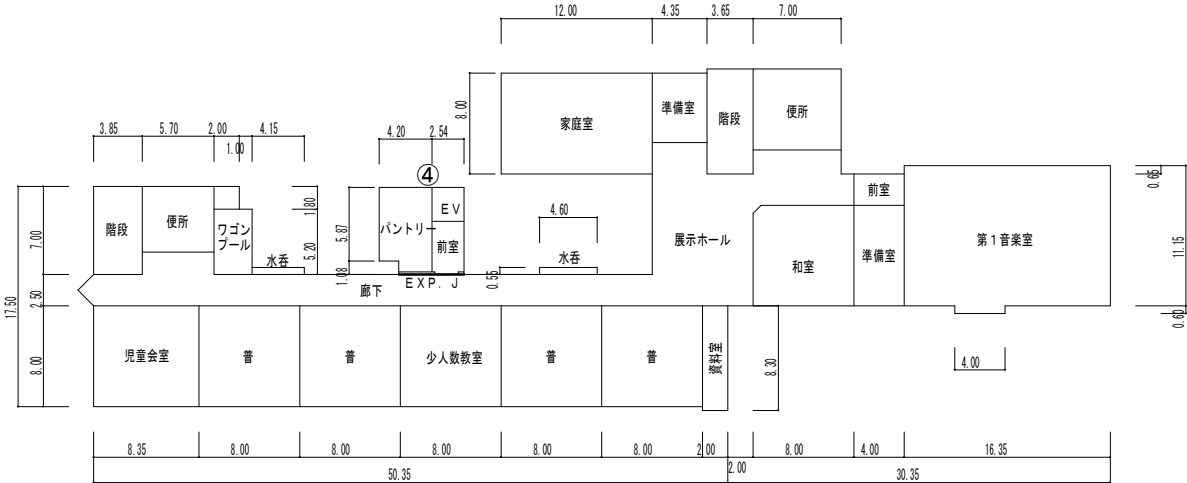 12.00 4.35 3.65 7.00
8.00
家庭室
準備室
階段
便所
3.85 5.70 2.00 4.15
1.00
4.20 2.54
④
0.65
前室
階段
便所
ワゴン
プール
水呑
1.80
5.20
7.00
5.87
1.08
パントリー
EV
前室
EXP. J
4.60
水呑
0.55
展示ホール
和室
準備室
第1音楽室
11.15
0.60
4.00
廊下
17.50
2.50
8.00
児童会室
普
普
少人数教室
普
普
資料室
8.30
8.35 8.00 8.00 8.00 8.00 8.00 2.00 8.00 4.00 16.35
2.00
50.35 30.35